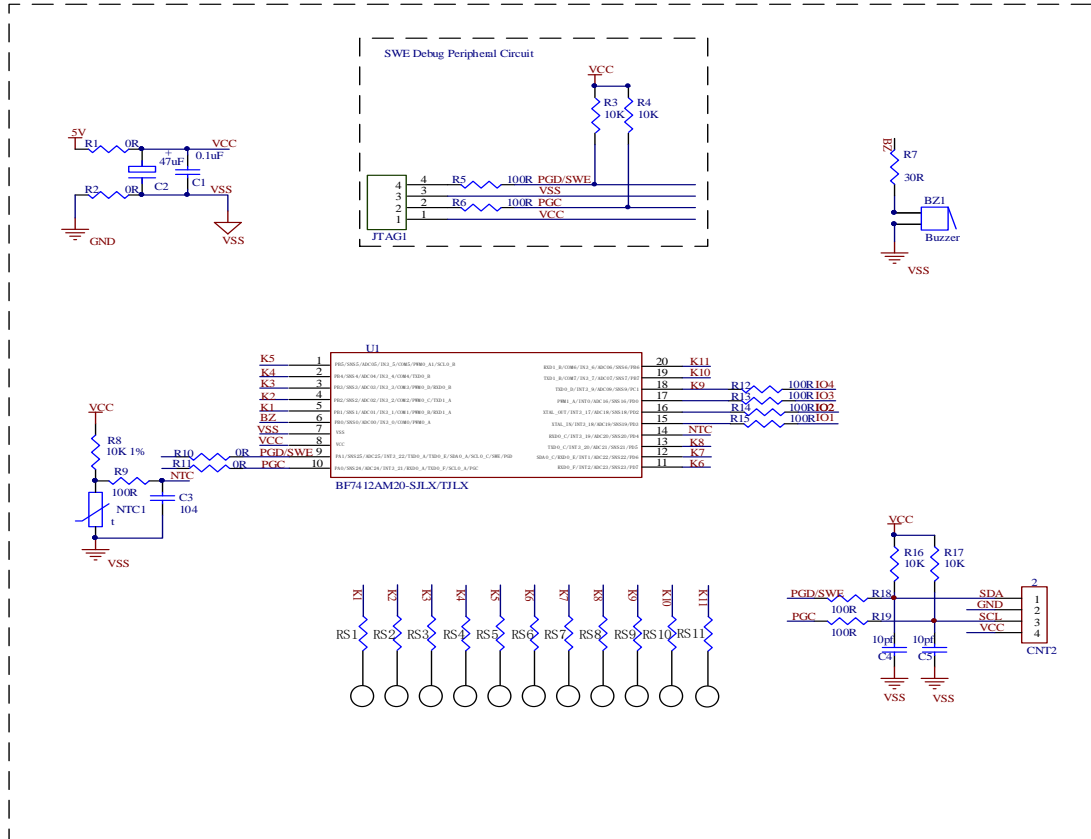 SWE Debug Peripheral Circuit
VCC
R3 R4
10K 10K
5V
R1 0R VCC
+
47uF 0.1uF
C2 C1
R2 0R VSS
GND
VSS
4 R5 100R PGD/SWE
3 VSS
2 R6 100R PGC
1 VCC
4
3
2
1
JTAG1
BZ
R7
30R
BZ1
Buzzer
VSS
U1
K5 1
K4 2
K3 3
K2 4
K1 5
BZ 6
VSS 7 VSS
VCC 8 VCC
R10 0R PGD/SWE 9
R11 0R PGC 10
20 K11
19 K10
18 K9 R12 100R IO4
17 R13 100R IO3
16 R14 100R IO2
15 R15 100R IO1
14 NTC
13 K8
12 K7
11 K6
BF7412AM20-SJLX/TJLX
VCC
R8
10K 1%
R9
100R
NTC
NTC1
t
C3
104
VSS
K1 K2 K3 K4 K5 K6 K7 K8 K9 K10 K11
RS1 RS2 RS3 RS4 RS5 RS6 RS7 RS8 RS9 RS10 RS11
VCC
R16 R17
10K 10K
PGD/SWE R18 SDA
100R
GND
PGC R19 SCL
100R
VCC
2
1
2
3
4
CNT2
10pf 10pf
C4 C5
VSS VSS